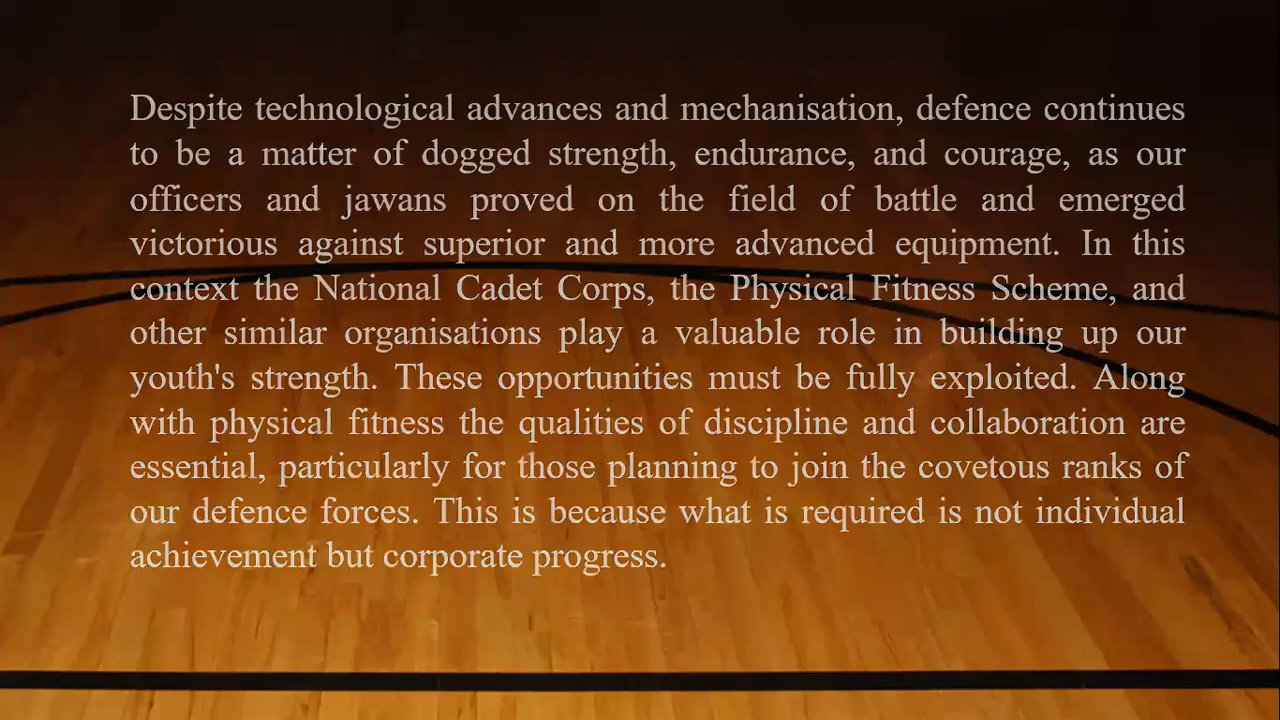 Despite technological advances and mechanisation, defence continues
to be a matter of dogged strength, endurance, and courage, as our
officers and jawans proved on the field of battle and emerged
victorious against superior and more advanced equipment. In this
context the National Cadet Corps, the Physical Fitness Scheme, and
other similar organisations play a valuable role in building up our
youth's strength. These opportunities must be fully exploited. Along
with physical fitness the qualities of discipline and collaboration are
essential, particularly for those planning to join the covetous ranks of
our defence forces. This is because what is required is not individual
achievement but corporate progress.